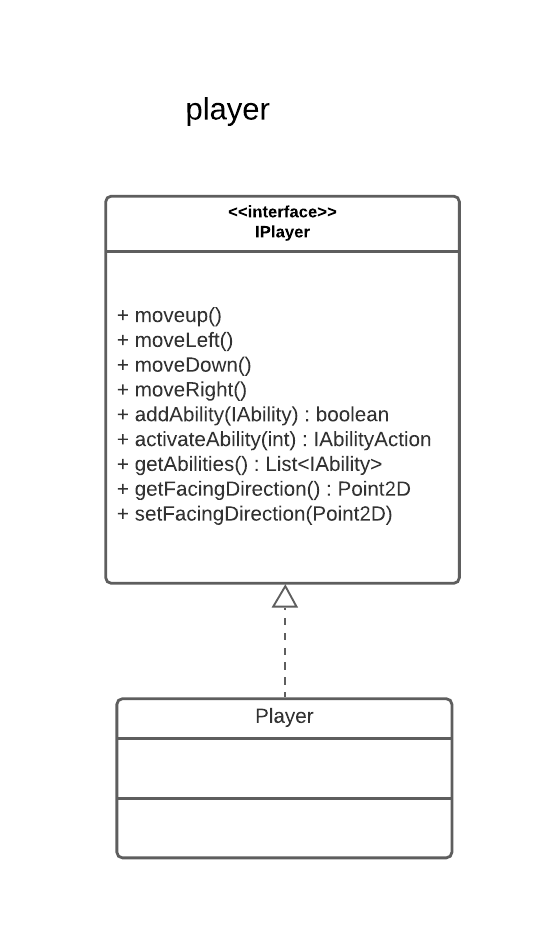 player
<<interface>>
IPlayer
+ moveup()
+ moveLeft()
+ moveDown()
+ moveRight()
+ addAbility(IAbility) : boolean
+ activateAbility(int) : IAbilityAction
+ getAbilities() : List<IAbility>
+ getFacingDirection() : Point2D
+ setFacingDirection(Point2D)
Player